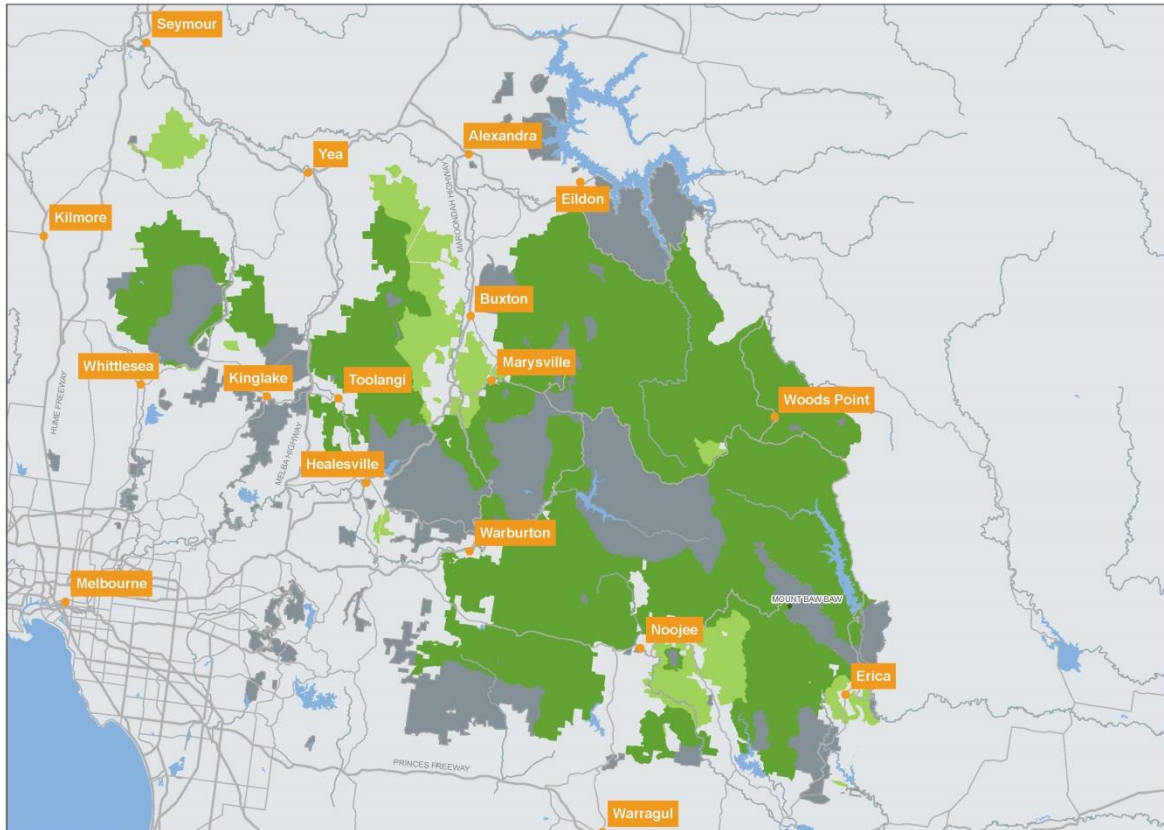 Seymour
Alexandra
Yea
MAROONDAH HIGHWAY
Eildon
Kilmore
Buxton
Whittlesea
Marysville
Kinglake
Toolangi
HUME FREEWAY
Woods Point
MELBA HIGHWAY
Healesville
Warburton
Melbourne
MOUNT BAW BAW
Noojee
Erica
PRINCES FREEWAY
Warragul